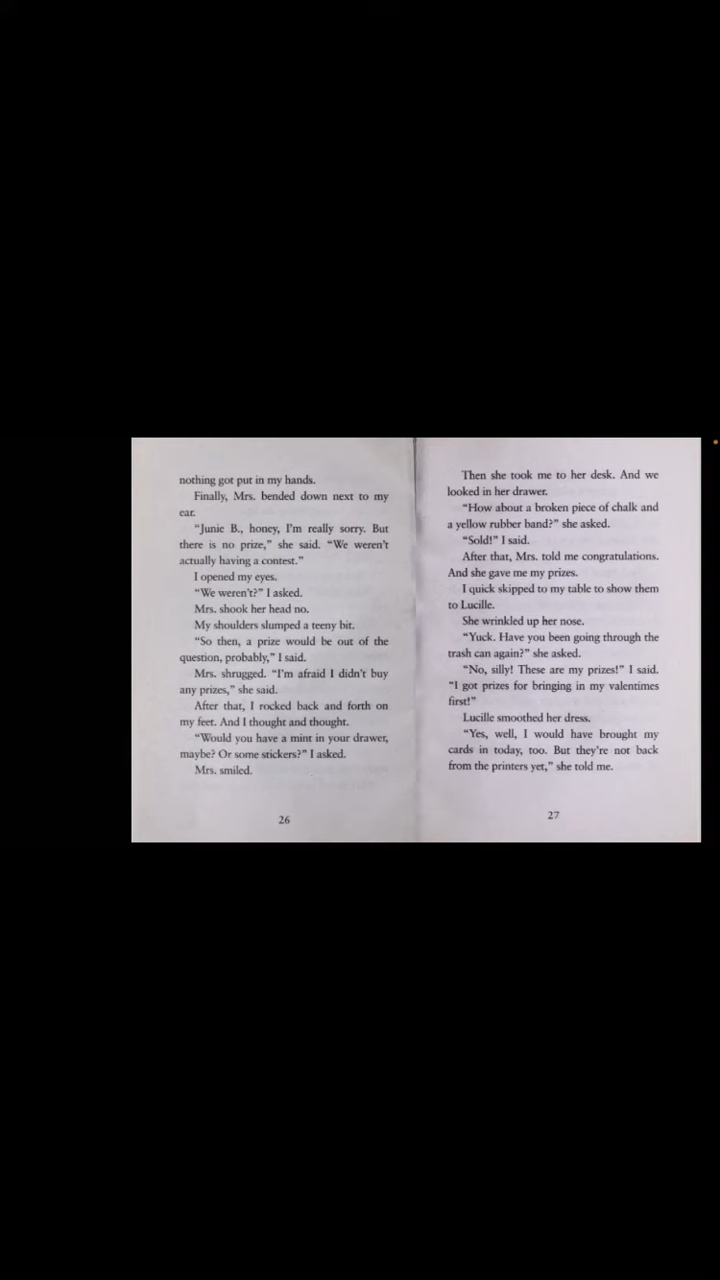 nothing got put in my hands.
Finally, Mrs. bended down next to my
ear.
“Junie B., honey, I’m really sorry. But
there is no prize,” she said. “We weren’t
actually having a contest.”
I opened my eyes.
“We weren’t?” I asked.
Mrs. shook her head no.
My shoulders slumped a teeny bit.
“So then, a prize would be out of the
question, probably,” I said.
Mrs. shrugged. “I’m afraid I didn’t buy
any prizes,” she said.
After that, I rocked back and forth on
my feet. And I thought and thought.
“Would you have a mint in your drawer,
maybe? Or some stickers?” I asked.
Mrs. smiled.
26
Then she took me to her desk. And we
looked in her drawer.
“How about a broken piece of chalk and
a yellow rubber band?” she asked.
“Sold!” I said.
After that, Mrs. told me congratulations.
And she gave me my prizes.
I quick skipped to my table to show them
to Lucille.
She wrinkled up her nose.
“Yuck. Have you been going through the
trash can again?” she asked.
“No, silly! These are my prizes!” I said.
“I got prizes for bringing in my valentimes
first!”
Lucille smoothed her dress.
“Yes, well, I would have brought my
cards in today, too. But they’re not back
from the printers yet,” she told me.
27